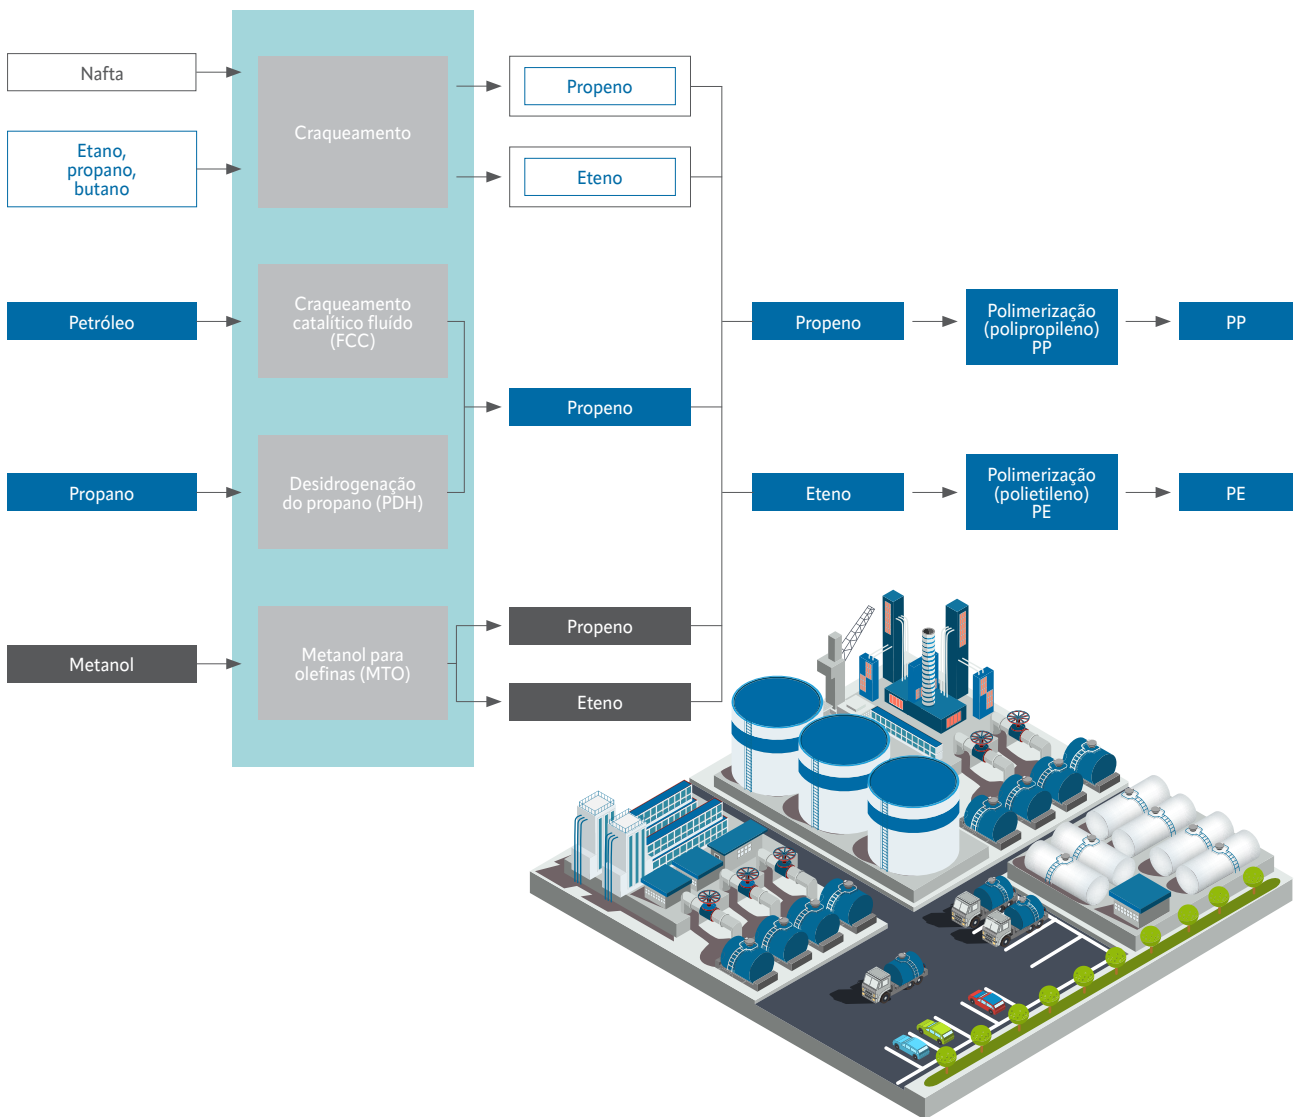 Nafta
Etano,
propano,
butano
Craqueamento
Propeno
Eteno
Petróleo
Craqueamento
catalítico fluído
(FCC)
Propeno
Propano
Desidrogenação
do propano (PDH)
Metanol
Metanol para
olefinas (MTO)
Propeno
Eteno
Propeno
Polimerização
(polipropileno)
PP
PP
Eteno
Polimerização
(polietileno)
PE
PE